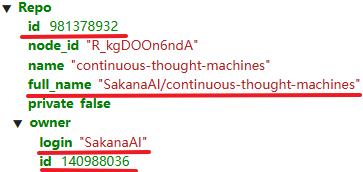 Repo
id 981378932
node_id "R_kgDOOn6ndA"
name "continuous-thought-machines"
full_name "SakanaAI/continuous-thought-machines"
private false
owner
login "SakanaAI"
id 140988036